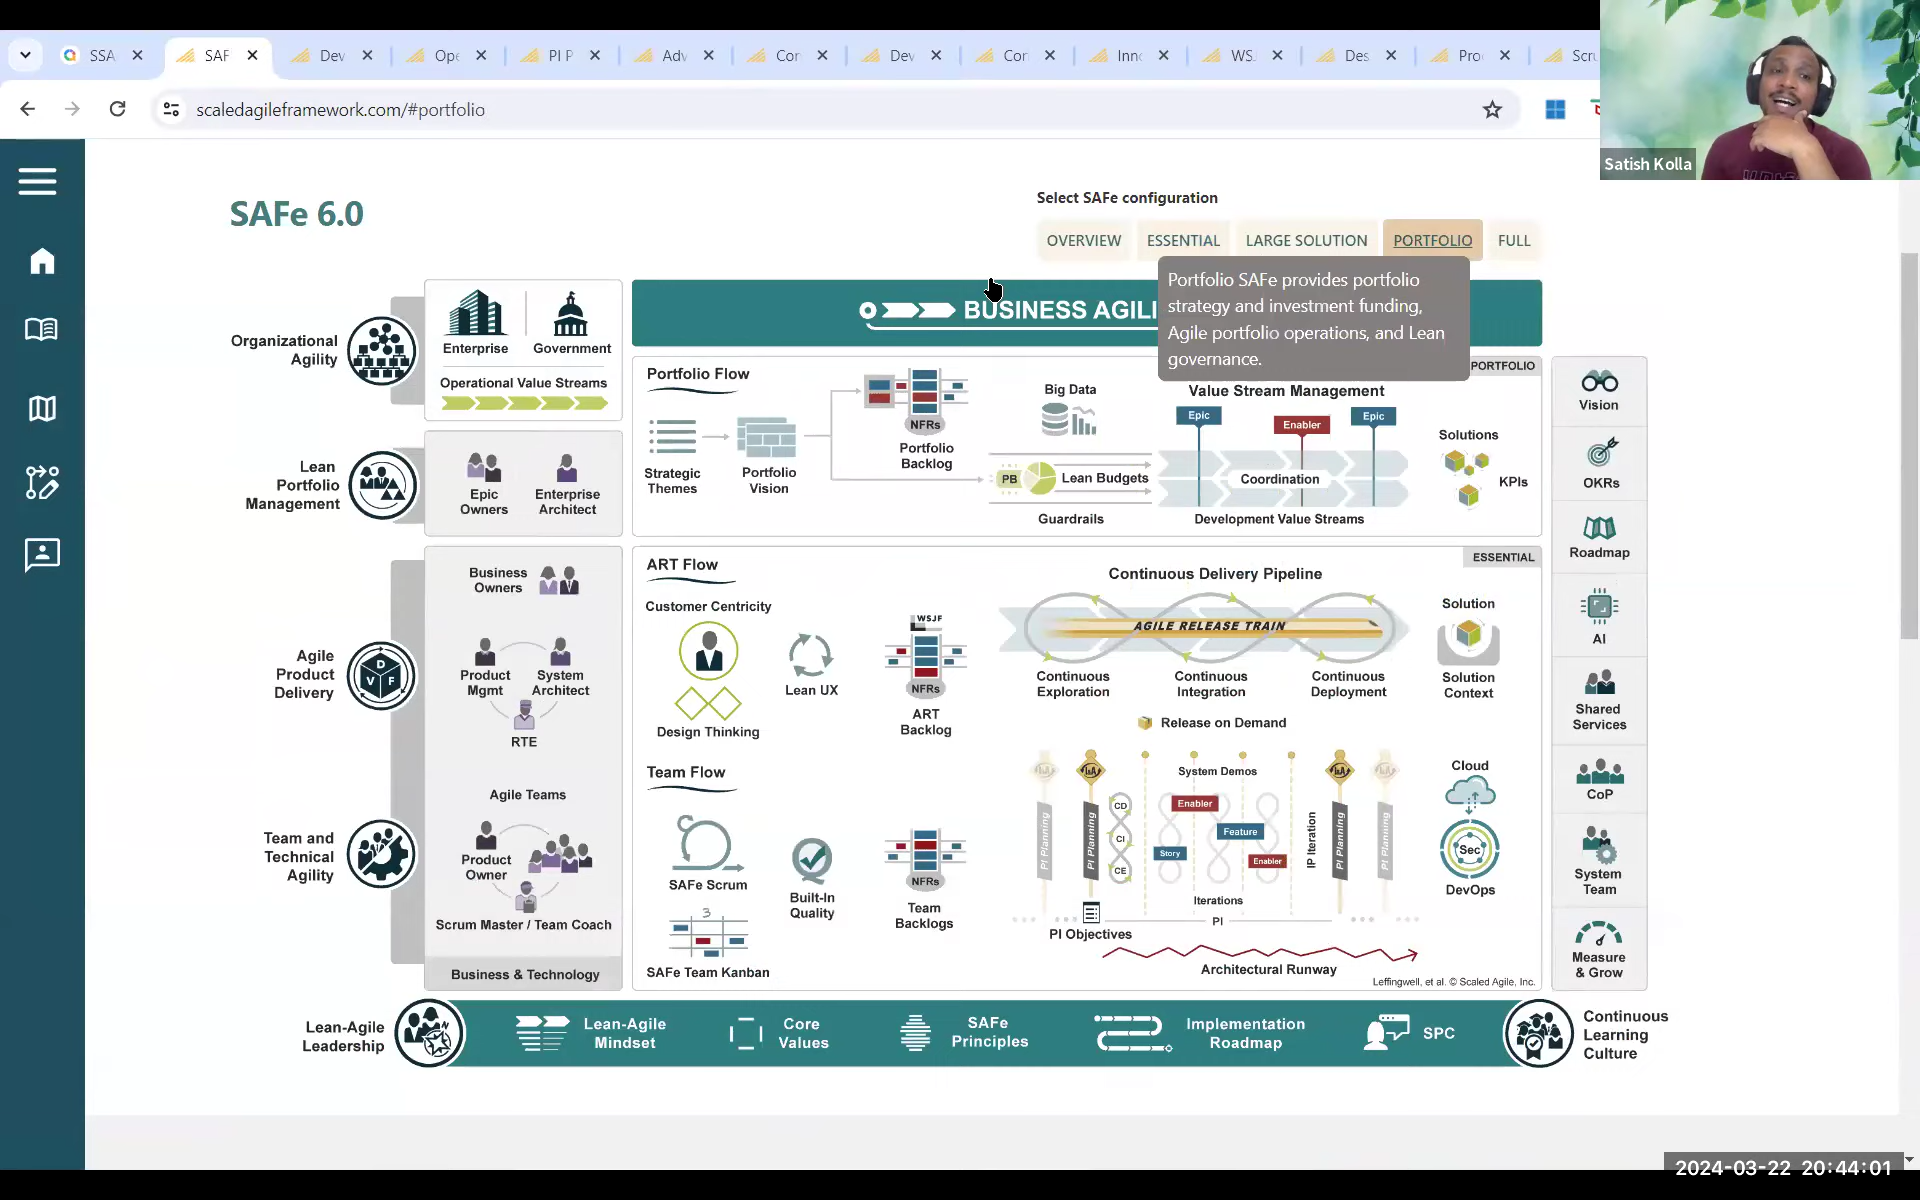 SSA
SAF
Dev
Ope
PI P
Adv
Cor
Dev
Cor
Inn
WS
Des
Pro
Scr
scaledagileframework.com/#portfolio
Satish Kolla
SAFe 6.0
Select SAFe configuration
OVERVIEW
ESSENTIAL
LARGE SOLUTION
PORTFOLIO
FULL
Portfolio SAFe provides portfolio
strategy and investment funding,
Agile portfolio operations, and Lean
governance.
BUSINESS AGILI
Organizational
Agility
Enterprise
Government
Operational Value Streams
Lean
Portfolio
Management
Epic
Owners
Enterprise
Architect
Portfolio Flow
Strategic
Themes
Portfolio
Vision
NFRs
Portfolio
Backlog
Big Data
PB
Lean Budgets
Guardrails
PORTFOLIO
Value Stream Management
Epic
Enabler
Epic
Coordination
Development Value Streams
Solutions
KPIs
Vision
OKRs
Roadmap
AI
Shared
Services
CoP
System
Team
Measure
& Grow
Agile
Product
Delivery
D
V
F
Business
Owners
Product
Mgmt
System
Architect
RTE
Team and
Technical
Agility
Agile Teams
Product
Owner
Scrum Master / Team Coach
Business & Technology
ART Flow
ESSENTIAL
Customer Centricity
Design Thinking
Lean UX
WSJF
NFRs
ART
Backlog
Continuous Delivery Pipeline
AGILE RELEASE TRAIN
Continuous
Exploration
Continuous
Integration
Continuous
Deployment
Release on Demand
Solution
Solution
Context
Team Flow
SAFe Scrum
3
SAFe Team Kanban
Built-In
Quality
NFRs
Team
Backlogs
PI Planning
PI Planning
CD
CI
CE
System Demos
Enabler
Feature
Story
Enabler
Iterations
IP Iteration
PI Planning
PI Planning
PI
PI Objectives
Architectural Runway
Cloud
Sec
DevOps
Leffingwell, et al. © Scaled Agile, Inc.
Lean-Agile
Leadership
Lean-Agile
Mindset
Core
Values
SAFe
Principles
Implementation
Roadmap
SPC
Continuous
Learning
Culture
2024-03-22 20:44:01